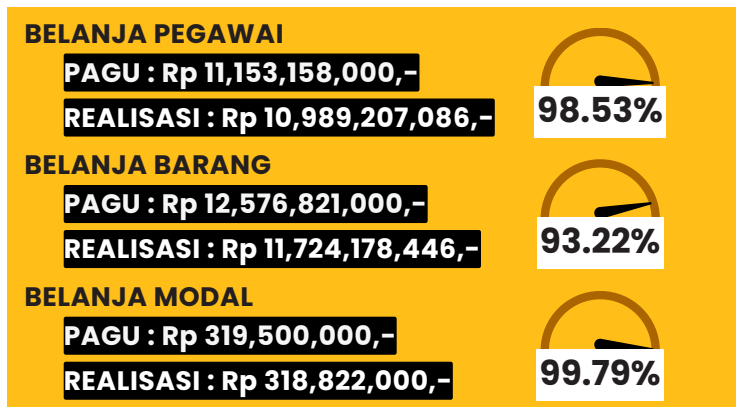 BELANJA PEGAWAI
PAGU : Rp 11,153,158,000,-
REALISASI : Rp 10,989,207,086,-
98.53%
BELANJA BARANG
PAGU : Rp 12,576,821,000,-
REALISASI : Rp 11,724,178,446,-
93.22%
BELANJA MODAL
PAGU : Rp 319,500,000,-
REALISASI : Rp 318,822,000,-
99.79%